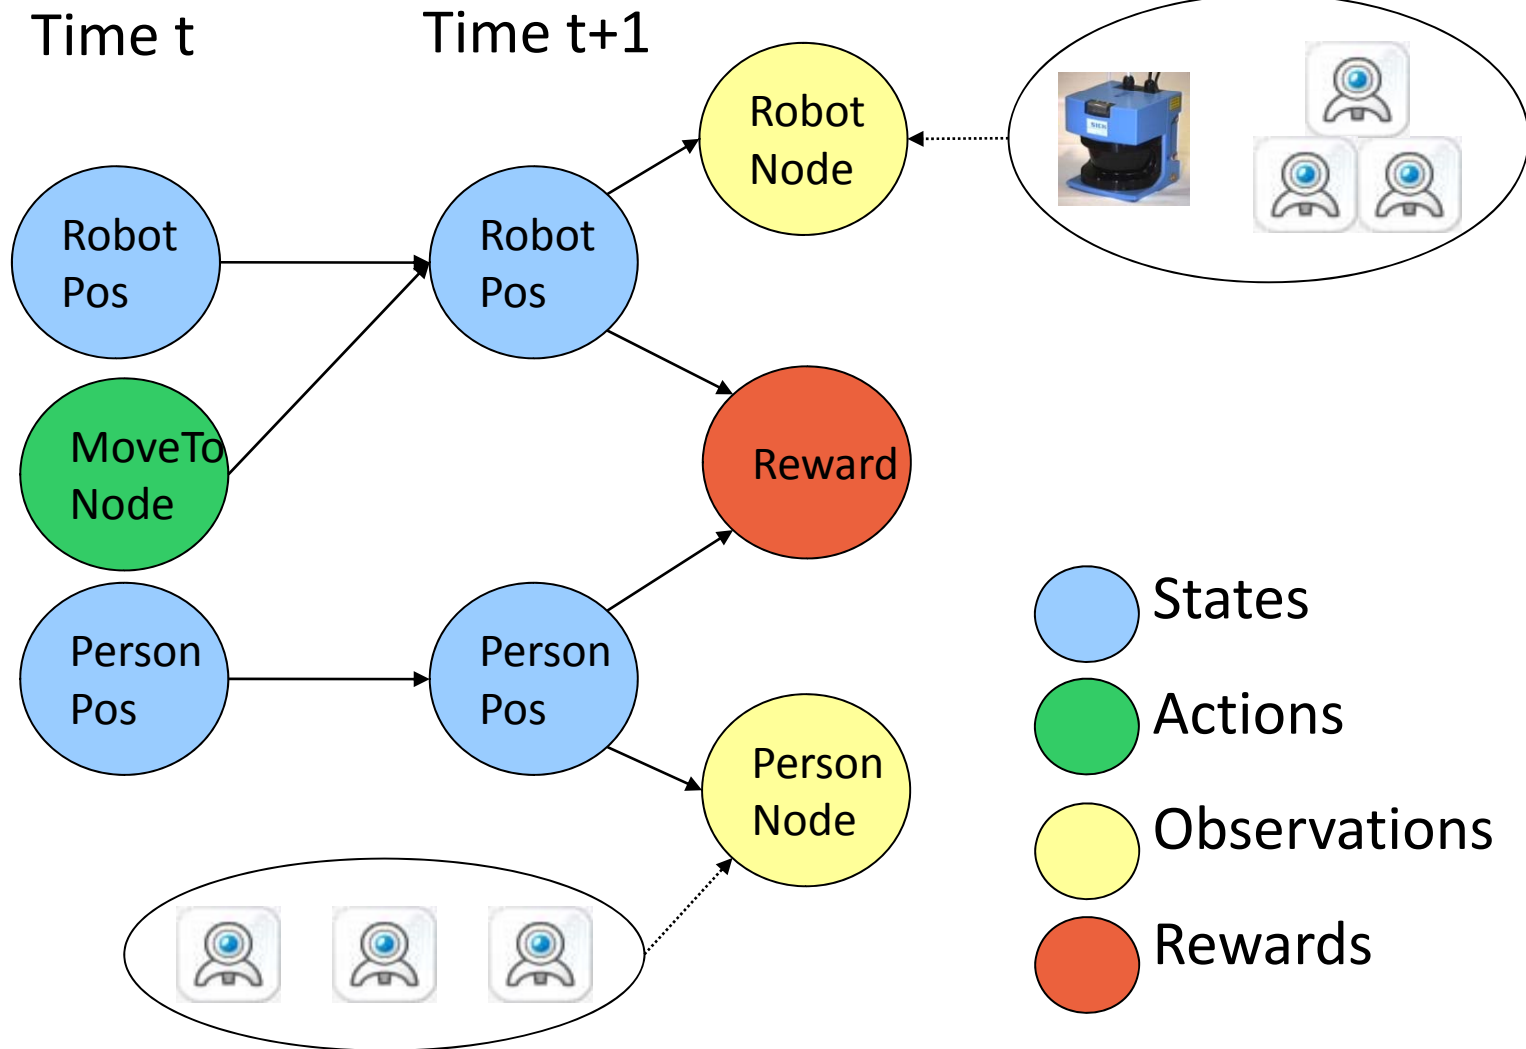 Time t
Time t+1
Robot
Node
Robot
Pos
Robot
Pos
MoveTo
Node
Reward
Person
Pos
Person
Pos
Person
Node
States
Actions
Observations
Rewards